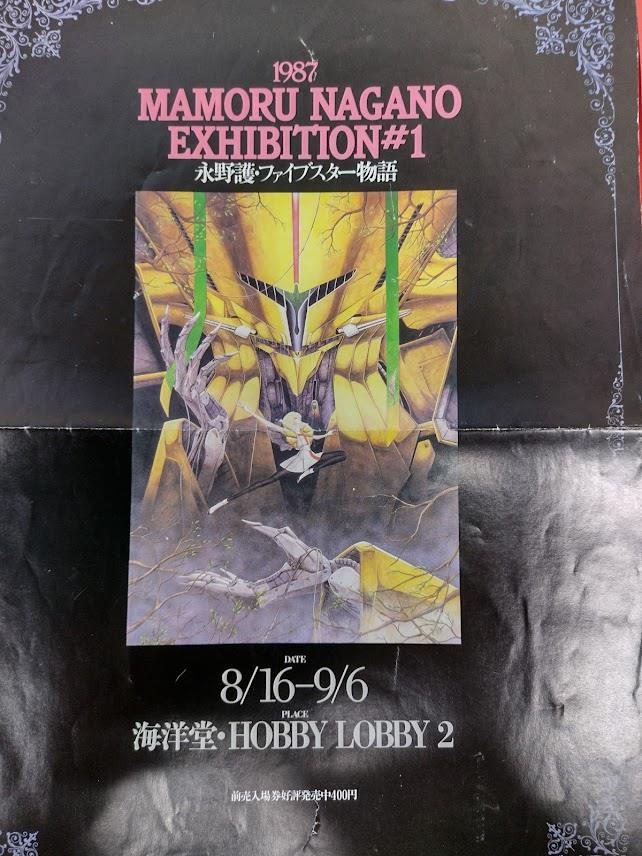 1987
MAMORU NAGANO
EXHIBITION#1
永野護・ファイブスター物語
DATE
8/16–9/6
PLACE
海洋堂・HOBBY LOBBY 2
前売入場券好評発売中400円